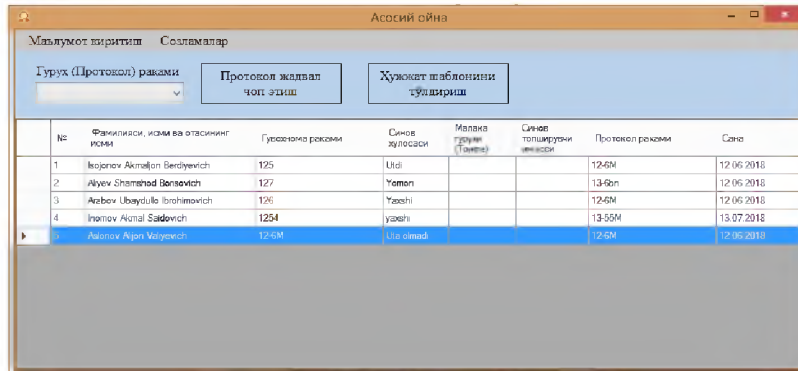 Асосий ойна
Маълумот киритиш Созламалар
Гурух (Протокол) раками
Протокол жадвал
чоп этиш
Хужжат шаблонини
тўлдириш
№ Фамилияси, исми ва отасининг исми Гувохнома раками Синов хулосаси Малака гурухи Синов топширувчи Протокол раками Сана
1 Isojonov Akmaljon Berdiyevich 125 Utdi 12-6M 12.06.2018
2 Aliyev Shamshod Bonsovich 127 Yomon 13-6on 12.06.2018
3 Arabov Ubaydullo Ibrohimovich 126 Yaxshi 12-6M 12.06.2018
4 Inomov Akmal Saidovich 1254 yaxshi 13-55M 13.07.2018
5 Aslonov Alijon Valiyevich 12-6M Uta olmadi 12-6M 12.06.2018